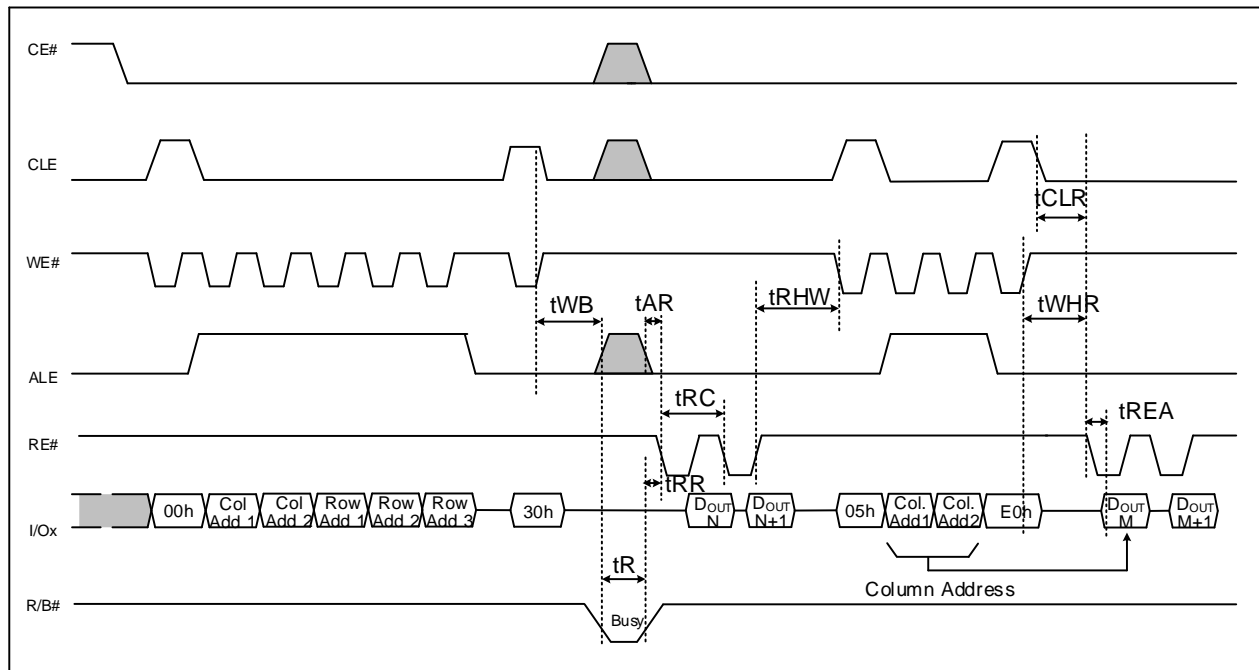 CE#
CLE
tCLR
WE#
tWB
tAR
tRHW
tWHR
ALE
tRC
tREA
RE#
tRR
I/Ox
00h
Col
Add 1
Col
Add 2
Row
Add 1
Row
Add 2
Row
Add 3
30h
DOUT
N
DOUT
N+1
05h
Col.
Add1
Col.
Add2
E0h
DOUT
M
DOUT
M+1
tR
Column Address
R/B#
Busy